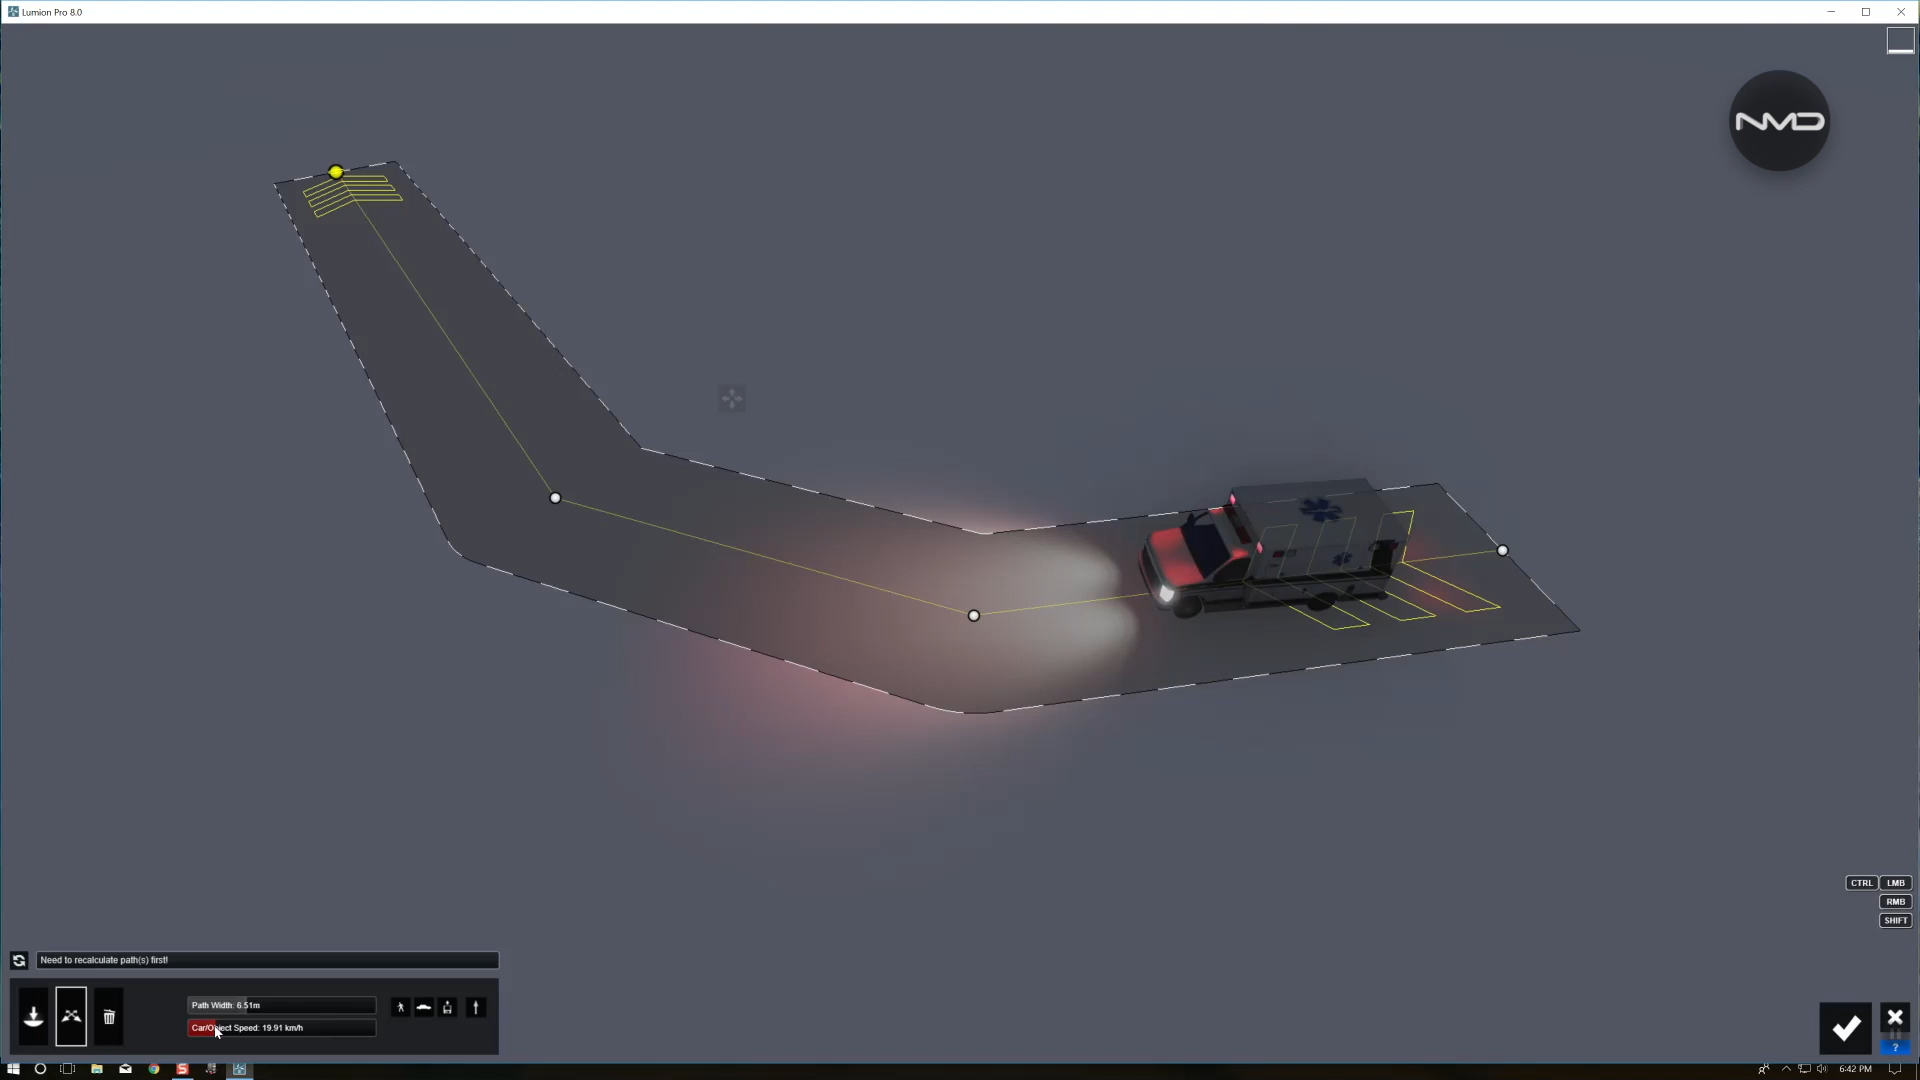 Lumion Pro 8.0
NMD
CTRL LMB
RMB
SHIFT
Need to recalculate path(s) first!
Path Width: 6.51m
Car/Object Speed: 19.91 km/h
?
S
6:42 PM